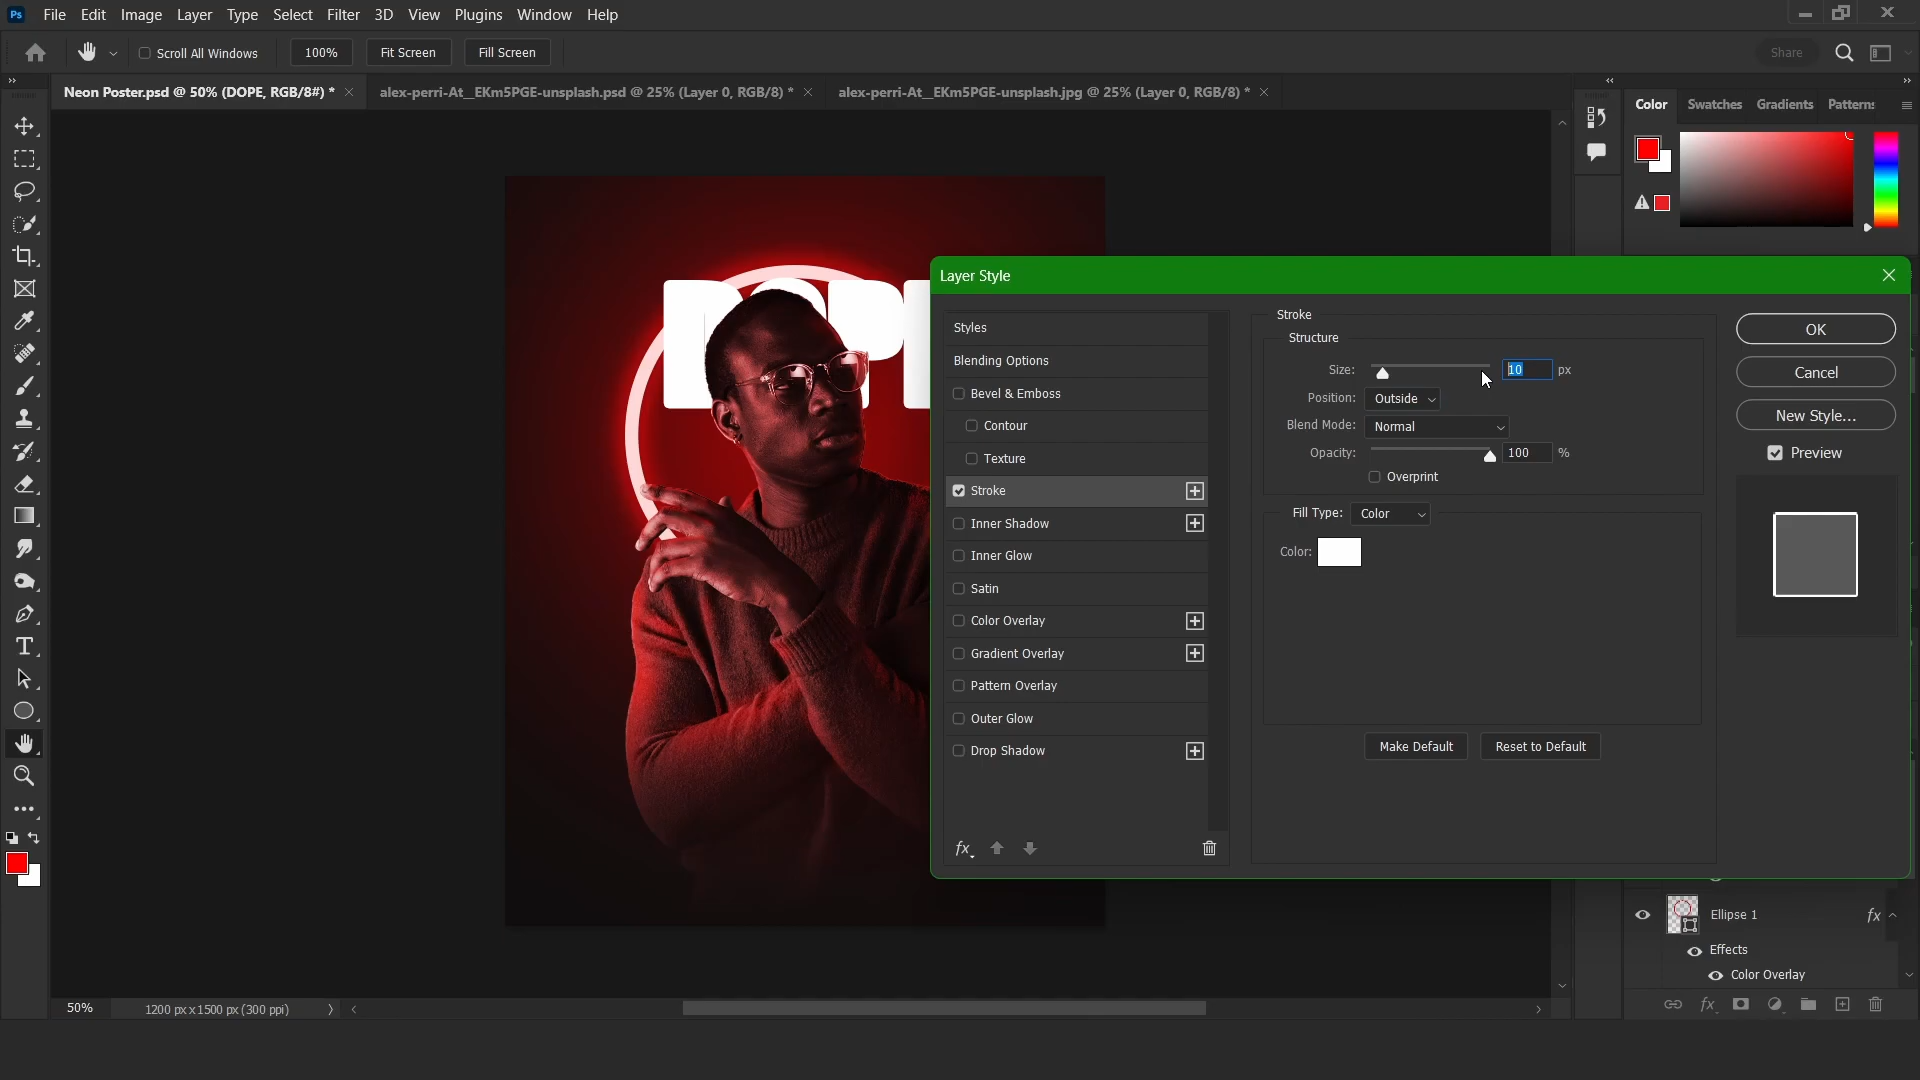 Ps File Edit Image Layer Type Select Filter 3D View Plugins Window Help
Scroll All Windows 100% Fit Screen Fill Screen Share
Neon Poster.psd @ 50% (DOPE, RGB/8#) * alex-perri-At__EKm5PGE-unsplash.psd @ 25% (Layer 0, RGB/8) * alex-perri-At__EKm5PGE-unsplash.jpg @ 25% (Layer 0, RGB/8) *
Color Swatches Gradients Patterns
Layer Style
Styles
Blending Options
Bevel & Emboss
Contour
Texture
Stroke
Inner Shadow
Inner Glow
Satin
Color Overlay
Gradient Overlay
Pattern Overlay
Outer Glow
Drop Shadow
fx
Stroke
Structure
Size: 10 px
Position: Outside
Blend Mode: Normal
Opacity: 100 %
Overprint
Fill Type: Color
Color:
Make Default Reset to Default
OK
Cancel
New Style...
Preview
Ellipse 1 fx
Effects
Color Overlay
fx
50% 1200 px x 1500 px (300 ppi)